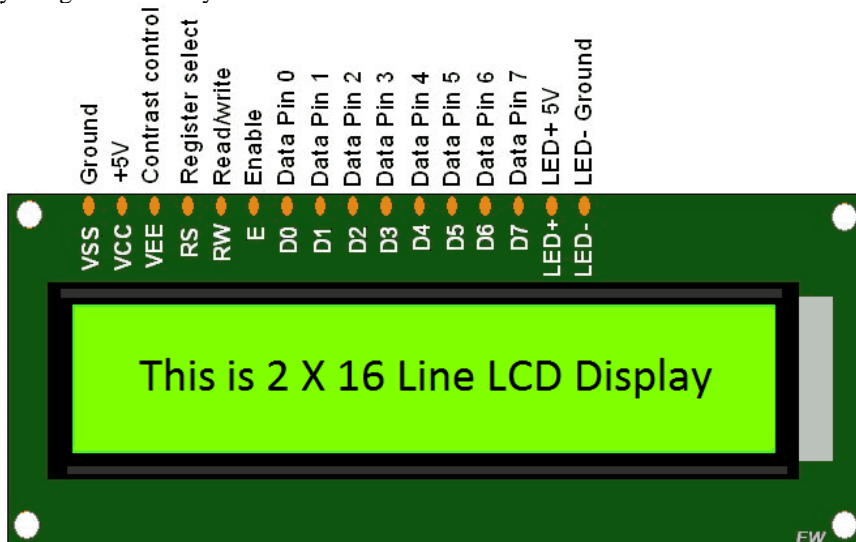 Ground
+5V
Contrast control
Register select
Read/write
Enable
Data Pin 0
Data Pin 1
Data Pin 2
Data Pin 3
Data Pin 4
Data Pin 5
Data Pin 6
Data Pin 7
LED+ 5V
LED- Ground
VSS
VCC
VEE
RS
RW
E
D0
D1
D2
D3
D4
D5
D6
D7
LED+
LED-
This is 2 X 16 Line LCD Display
EW